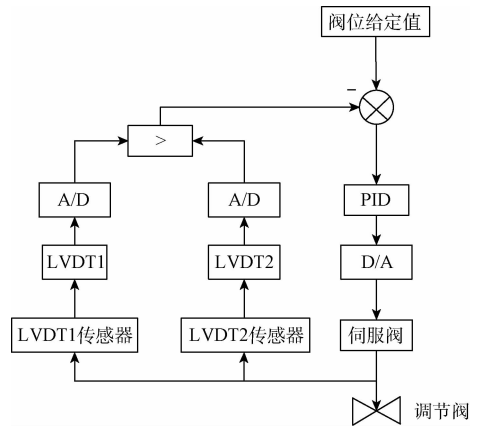 阀位给定值
−
>
A/D
A/D
PID
LVDT1
LVDT2
D/A
LVDT1传感器
LVDT2传感器
伺服阀
调节阀